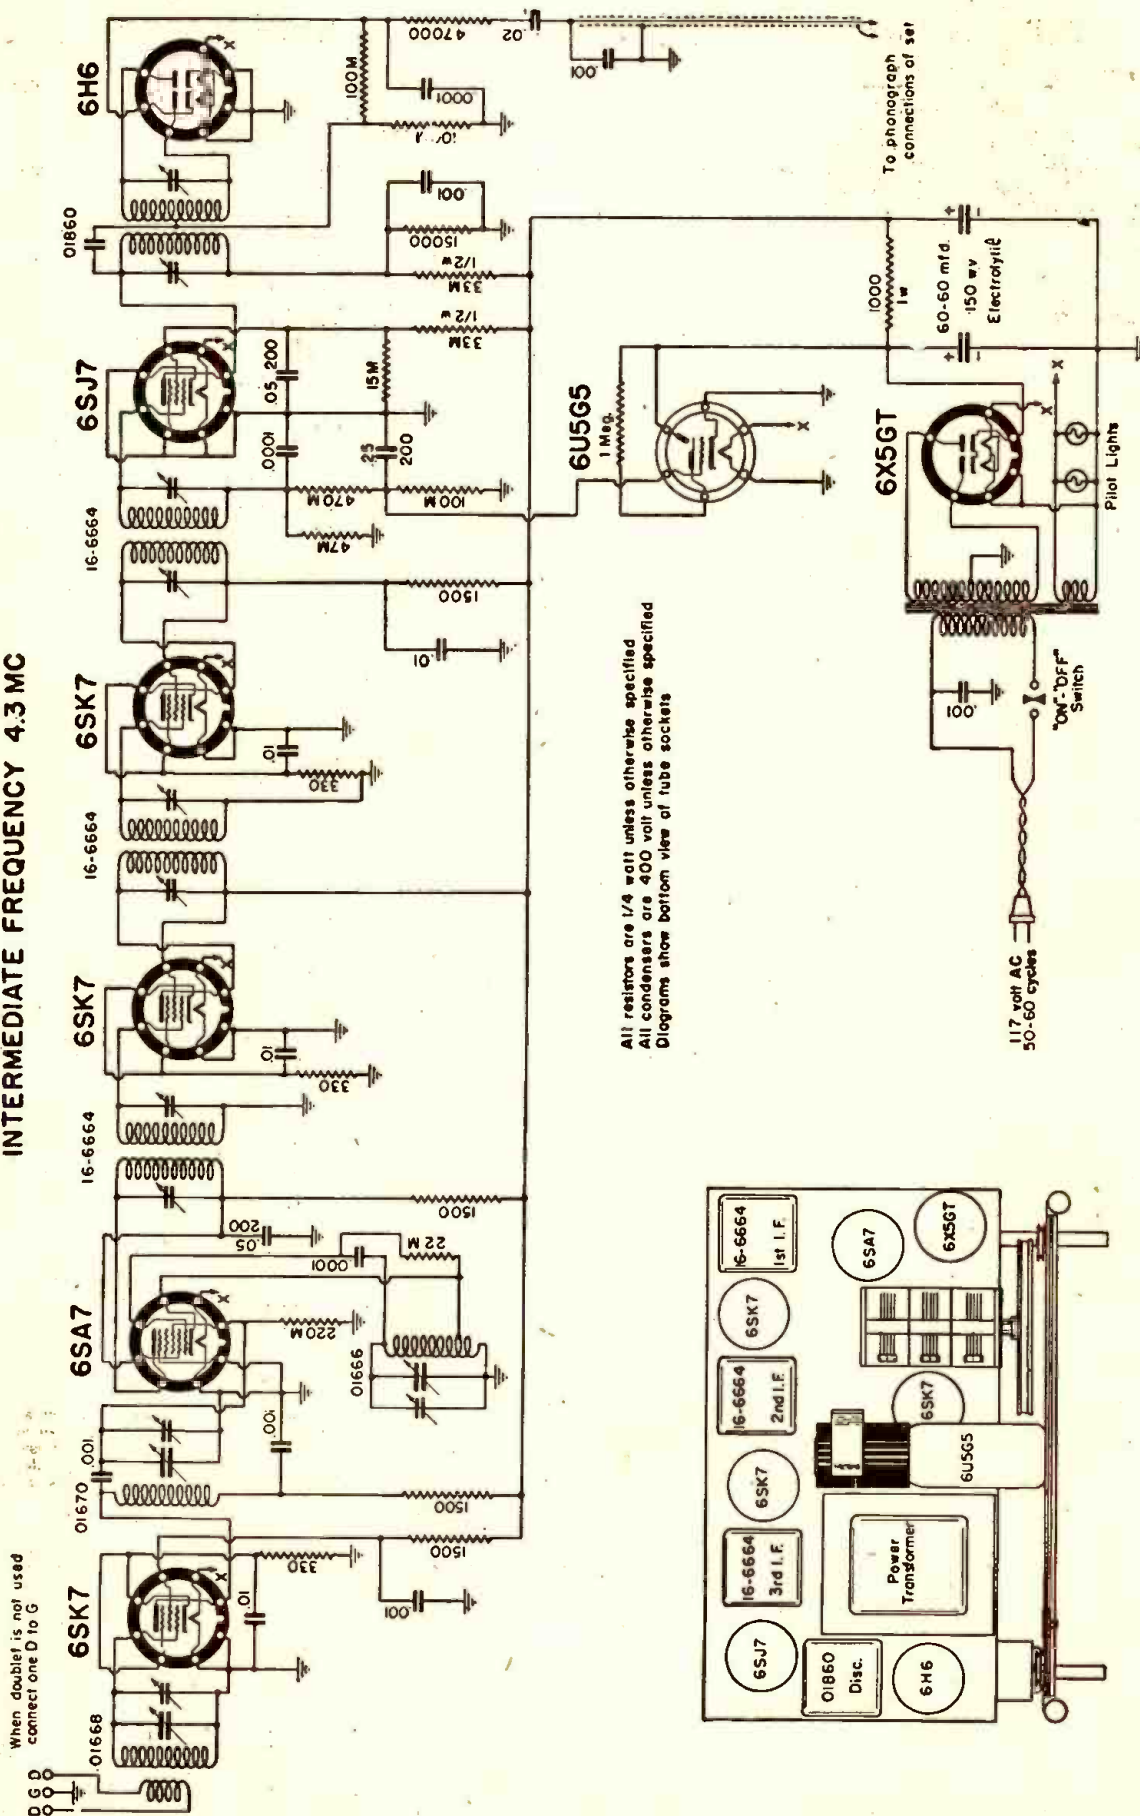 INTERMEDIATE FREQUENCY 4.3 MC
When doublet is not used
connect one D to G
D G D
01668
6SK7
.01
330
.001
1500
01670
.001
.001
1500
6SA7
220M
01666
.0001
22 M
.05
200
1500
X
16-6664
6SK7
.01
330
X
16-6664
6SK7
.01
330
X
.01
1500
16-6664
6SJ7
X
.0001
.05 200
470M
47M
.25
200
15M
100M
33M
1/2 w
33M
1/2 w
15000
.001
01860
6H6
X
100M
.0001
47000
.02
.001
To phonograph
connections of set
6U5G5
1 Meg.
X
6X5GT
X
X
1000
1 w
60-60 mfd.
150 wv
Electrolytic
+
-
+
-
Pilot Lights
.001
"ON"-"OFF"
Switch
117 volt AC
50-60 cycles
All resistors are 1/4 watt unless otherwise specified
All condensers are 400 volt unless otherwise specified
Diagrams show bottom view of tube sockets
16-6664
1st I.F.
6SK7
16-6664
2nd I.F.
6SK7
16-6664
3rd I.F.
6SJ7
01860
Disc.
6H6
6SA7
6X5GT
6SK7
6U5G5
Power
Transformer